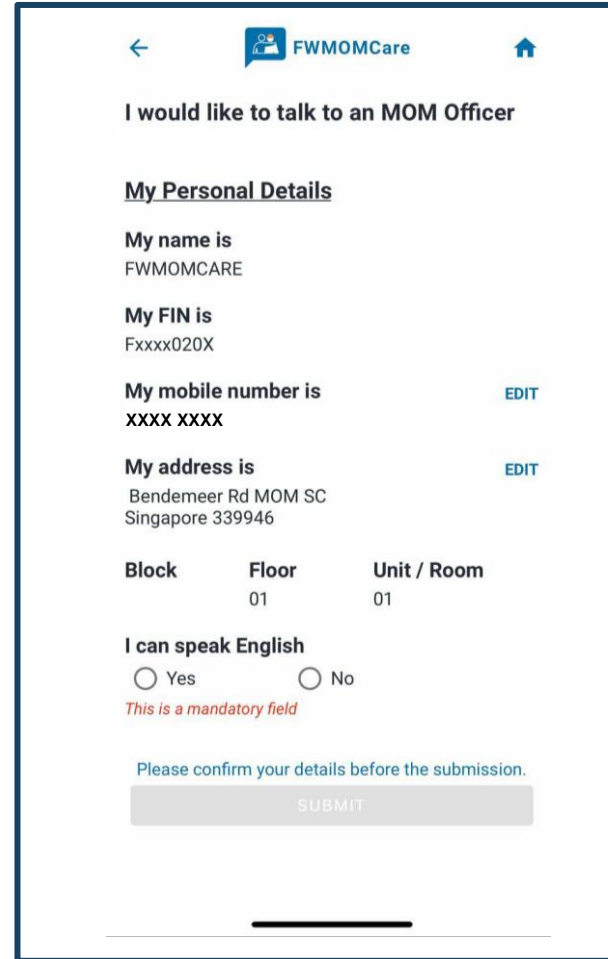 FWMOMCare
I would like to talk to an MOM Officer
My Personal Details
My name is
FWMOMCARE
My FIN is
Fxxxx020X
My mobile number is EDIT
XXXX XXXX
My address is EDIT
Bendemeer Rd MOM SC
Singapore 339946
Block Floor Unit / Room
01 01
I can speak English
Yes No
This is a mandatory field
Please confirm your details before the submission.
SUBMIT